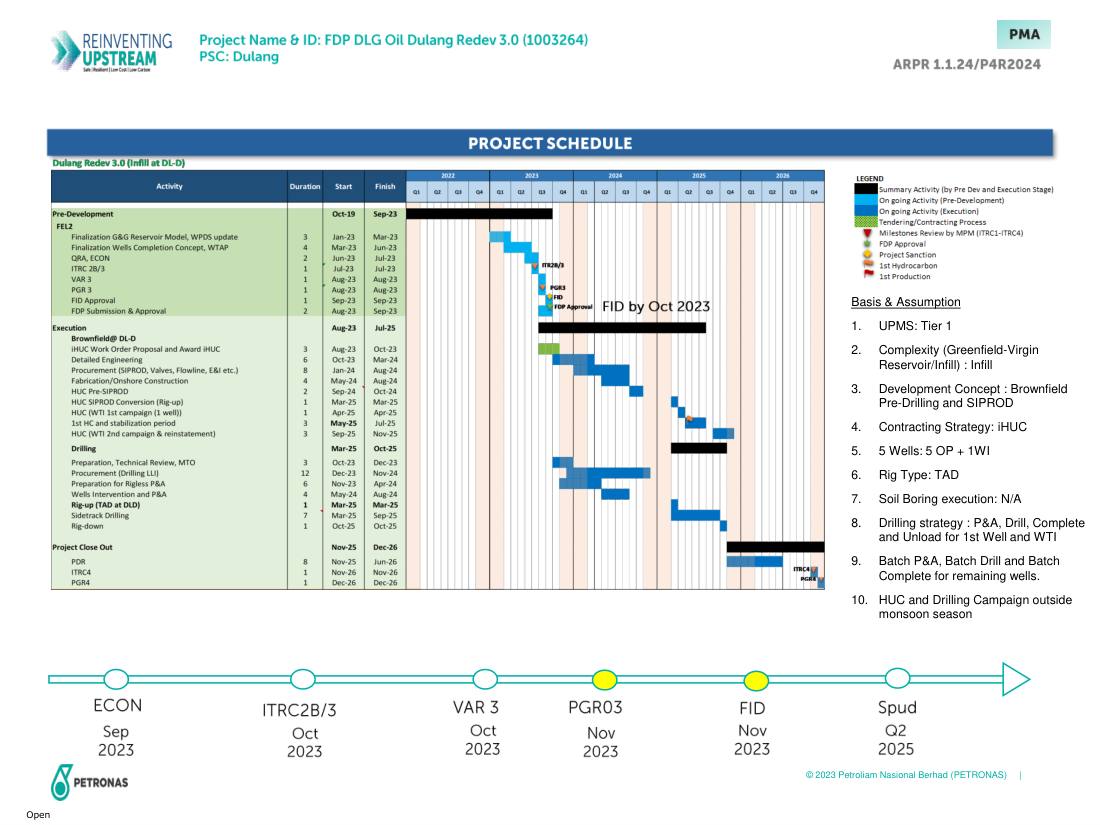 REINVENTING
UPSTREAM
Safe | Resilient | Low Cost | Low Carbon
Project Name & ID: FDP DLG Oil Dulang Redev 3.0 (1003264)
PSC: Dulang
PMA
ARPR 1.1.24/P4R2024
PROJECT SCHEDULE
Dulang Redev 3.0 (Infill at DL-D)
Activity Duration Start Finish 2022 2023 2024 2025 2026
Q1 Q2 Q3 Q4 Q1 Q2 Q3 Q4 Q1 Q2 Q3 Q4 Q1 Q2 Q3 Q4 Q1 Q2 Q3 Q4
Pre-Development Oct-19 Sep-23
FEL2
Finalization G&G Reservoir Model, WPDS update 3 Jan-23 Mar-23
Finalization Wells Completion Concept, WTAP 4 Mar-23 Jun-23
QRA, ECON 2 Jun-23 Jul-23
ITRC 2B/3 1 Jul-23 Jul-23 ITR2B/3
VAR 3 1 Aug-23 Aug-23
PGR 3 1 Aug-23 Aug-23 PGR3
FID Approval 1 Sep-23 Sep-23 FID
FDP Submission & Approval 2 Aug-23 Sep-23 FDP Approval FID by Oct 2023
Execution Aug-23 Jul-25
Brownfield@ DL-D
iHUC Work Order Proposal and Award iHUC 3 Aug-23 Oct-23
Detailed Engineering 6 Oct-23 Mar-24
Procurement (SIPROD, Valves, Flowline, E&I etc.) 8 Jan-24 Aug-24
Fabrication/Onshore Construction 4 May-24 Aug-24
HUC Pre-SIPROD 2 Sep-24 Oct-24
HUC SIPROD Conversion (Rig-up) 1 Mar-25 Mar-25
HUC (WTI 1st campaign (1 well)) 1 Apr-25 Apr-25
1st HC and stabilization period 3 May-25 Jul-25
HUC (WTI 2nd campaign & reinstatement) 3 Sep-25 Nov-25
Drilling Mar-25 Oct-25
Preparation, Technical Review, MTO 3 Oct-23 Dec-23
Procurement (Drilling LLI) 12 Dec-23 Nov-24
Preparation for Rigless P&A 6 Nov-23 Apr-24
Wells Intervention and P&A 4 May-24 Aug-24
Rig-up (TAD at DLD) 1 Mar-25 Mar-25
Sidetrack Drilling 7 Mar-25 Sep-25
Rig-down 1 Oct-25 Oct-25
Project Close Out Nov-25 Dec-26
PDR 8 Nov-25 Jun-26
ITRC4 1 Nov-26 Nov-26 ITRC4
PGR4 1 Dec-26 Dec-26 PGR4
LEGEND
Summary Activity (by Pre Dev and Execution Stage)
On going Activity (Pre-Development)
On going Activity (Execution)
Tendering/Contracting Process
Milestones Review by MPM (ITRC1-ITRC4)
FDP Approval
Project Sanction
1st Hydrocarbon
1st Production
Basis & Assumption
1. UPMS: Tier 1
2. Complexity (Greenfield-Virgin
Reservoir/Infill) : Infill
3. Development Concept : Brownfield
Pre-Drilling and SIPROD
4. Contracting Strategy: iHUC
5. 5 Wells: 5 OP + 1WI
6. Rig Type: TAD
7. Soil Boring execution: N/A
8. Drilling strategy : P&A, Drill, Complete
and Unload for 1st Well and WTI
9. Batch P&A, Batch Drill and Batch
Complete for remaining wells.
10. HUC and Drilling Campaign outside
monsoon season
ECON
Sep
2023
ITRC2B/3
Oct
2023
VAR 3
Oct
2023
PGR03
Nov
2023
FID
Nov
2023
Spud
Q2
2025
PETRONAS
© 2023 Petroliam Nasional Berhad (PETRONAS) |
Open